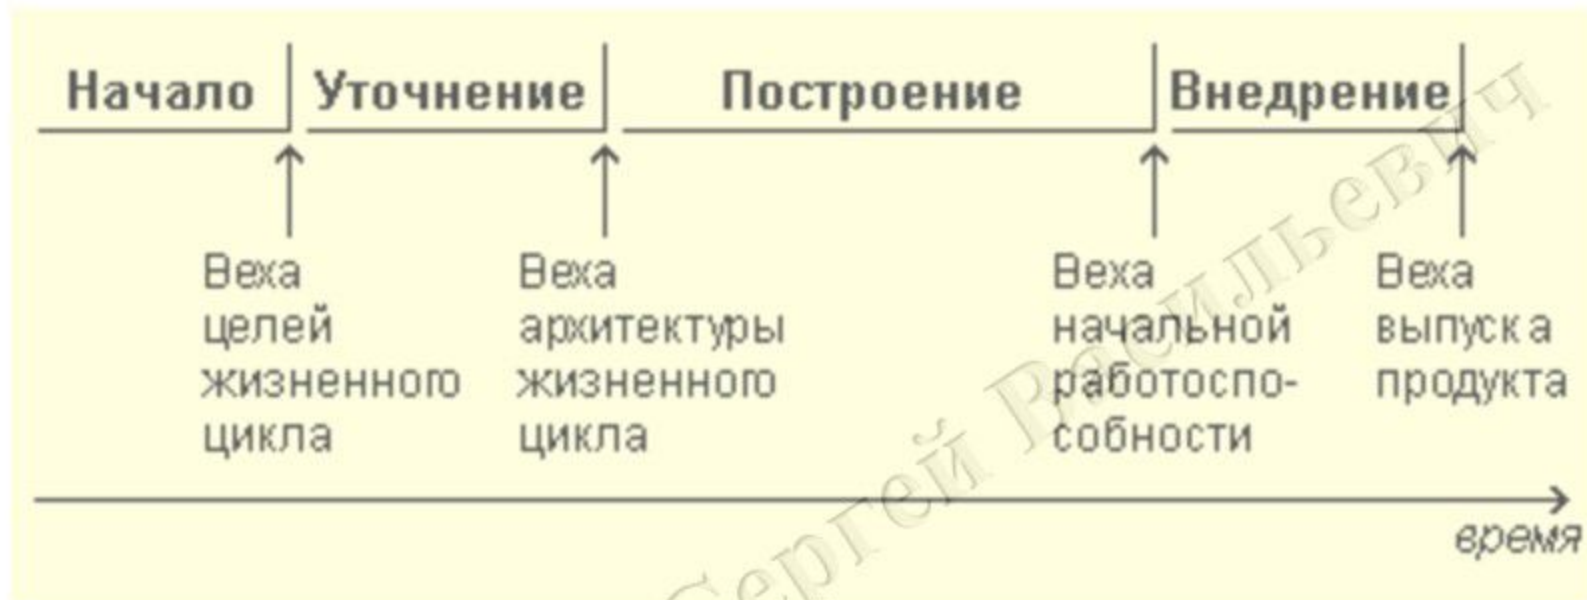 Начало Уточнение Построение Внедрение
Веха
целей
жизненного
цикла
Веха
архитектуры
жизненного
цикла
Веха
начальной
работоспо-
собности
Веха
выпуска
продукта
время
Сергей Васильевич